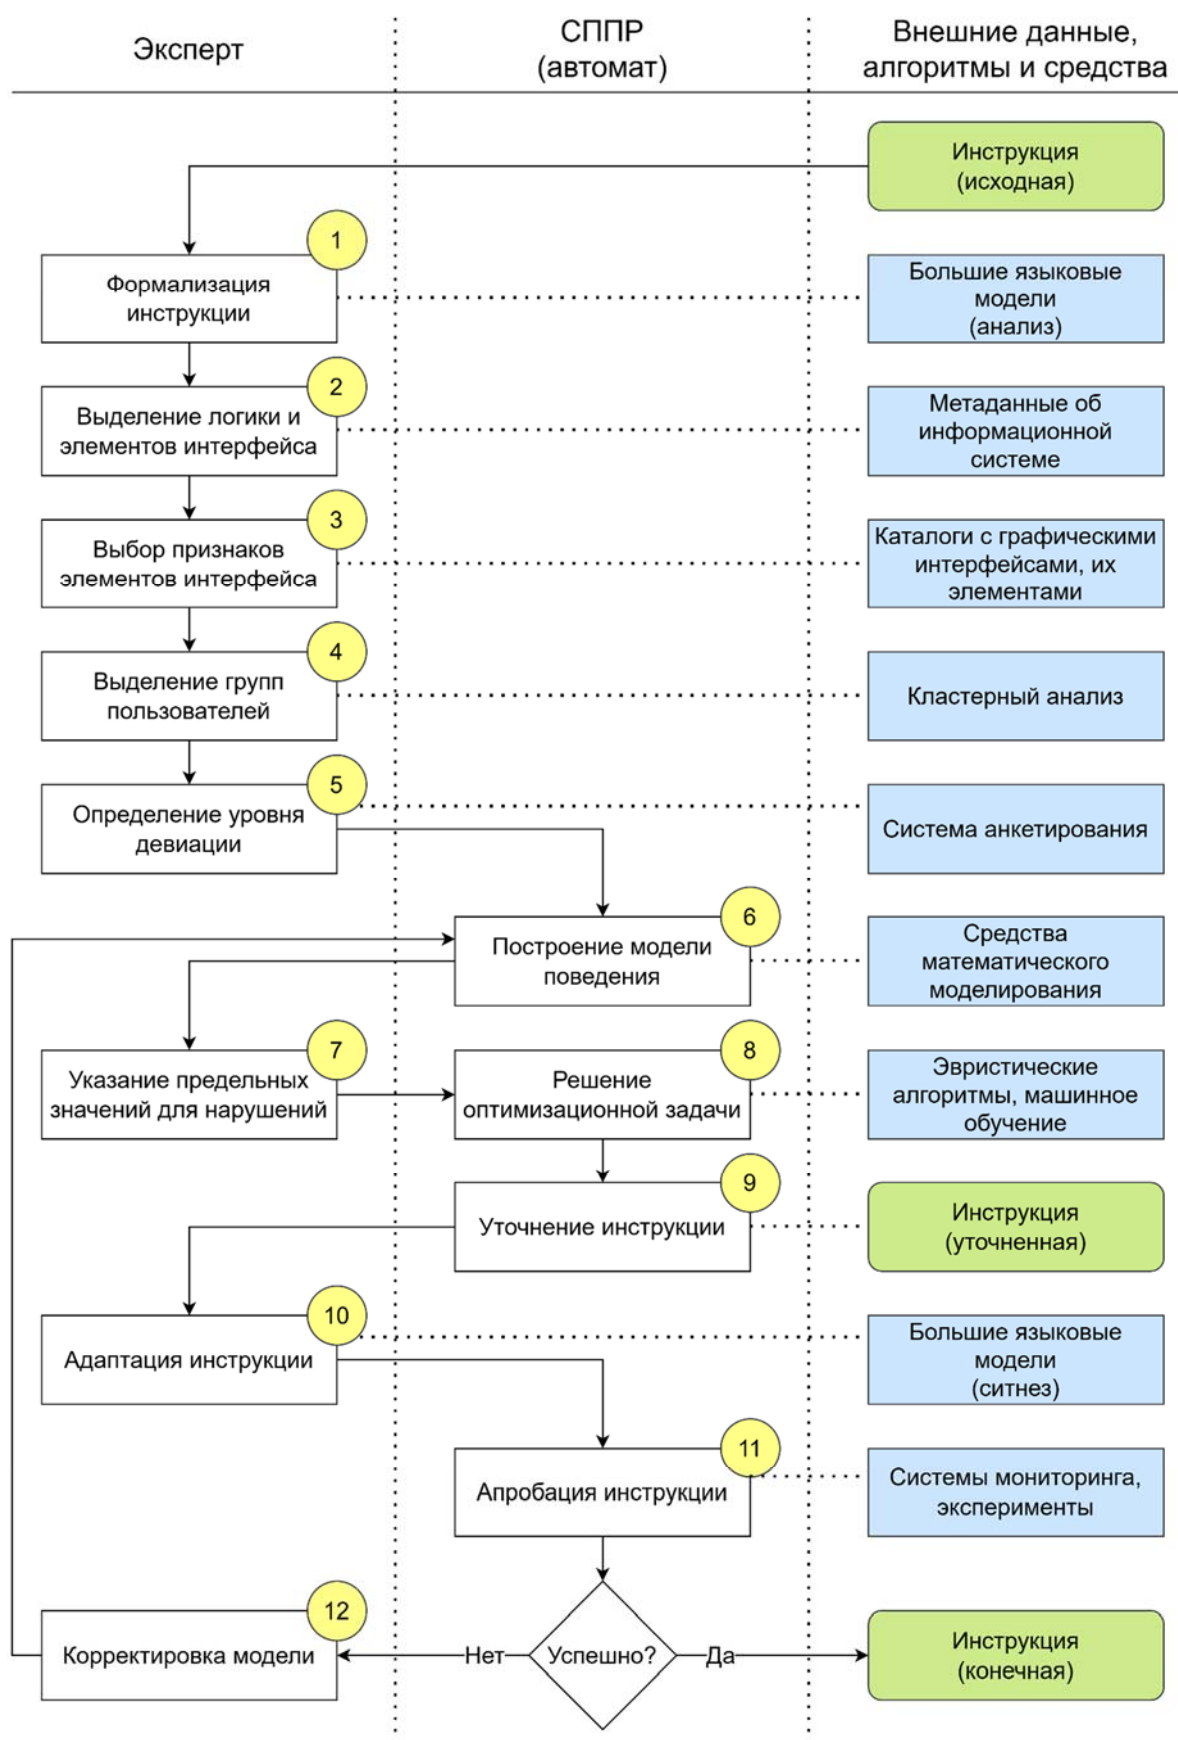 Эксперт
СППР
(автомат)
Внешние данные,
алгоритмы и средства
Инструкция
(исходная)
1
Формализация
инструкции
Большие языковые
модели
(анализ)
2
Выделение логики и
элементов интерфейса
Метаданные об
информационной
системе
3
Выбор признаков
элементов интерфейса
Каталоги с графическими
интерфейсами, их
элементами
4
Выделение групп
пользователей
Кластерный анализ
5
Определение уровня
девиации
Система анкетирования
6
Построение модели
поведения
Средства
математического
моделирования
7
Указание предельных
значений для нарушений
8
Решение
оптимизационной задачи
Эвристические
алгоритмы, машинное
обучение
9
Уточнение инструкции
Инструкция
(уточненная)
10
Адаптация инструкции
Большие языковые
модели
(ситнез)
11
Апробация инструкции
Системы мониторинга,
эксперименты
12
Корректировка модели
Нет
Успешно?
Да
Инструкция
(конечная)